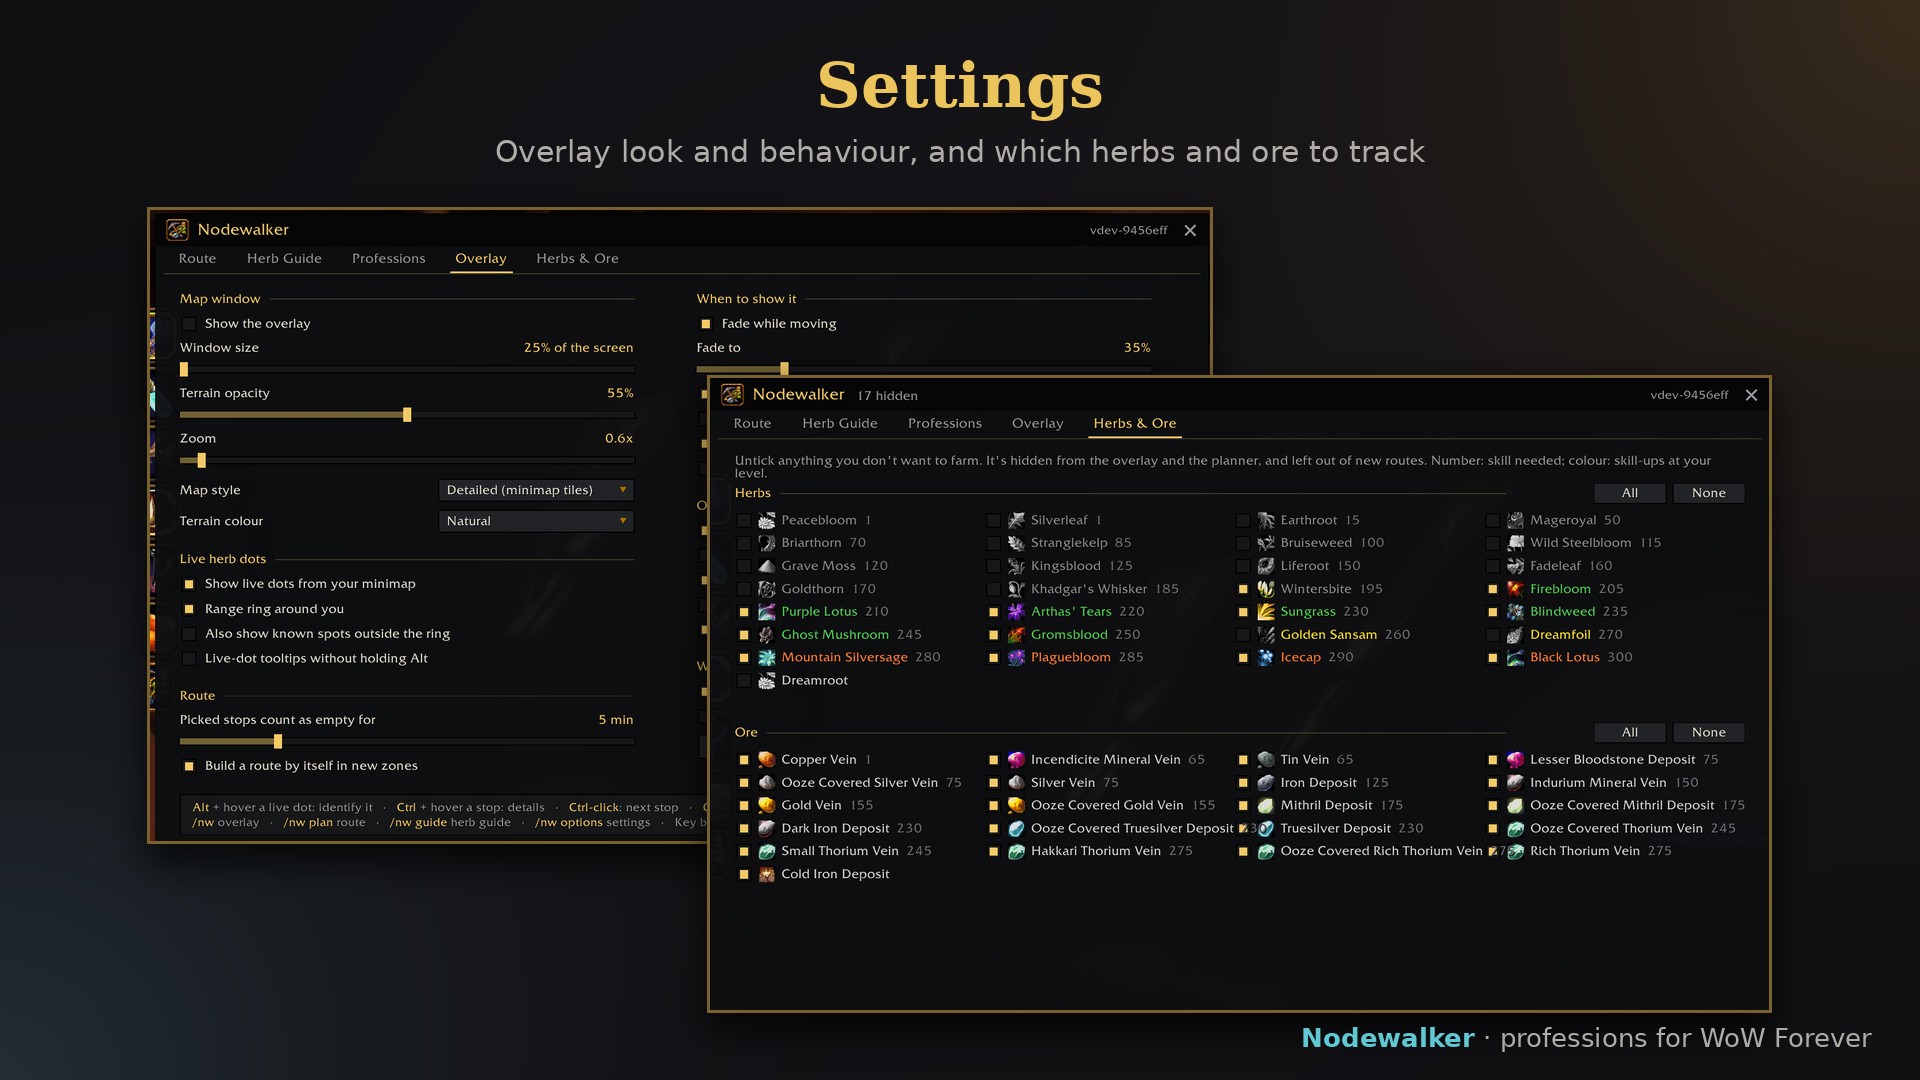 Settings
Overlay look and behaviour, and which herbs and ore to track
Nodewalker
vdev-9456eff
Route
Herb Guide
Professions
Overlay
Herbs & Ore
Map window
Show the overlay
Window size
25% of the screen
Terrain opacity
55%
Zoom
0.6x
Map style
Detailed (minimap tiles)
Terrain colour
Natural
Live herb dots
Show live dots from your minimap
Range ring around you
Also show known spots outside the ring
Live-dot tooltips without holding Alt
Route
Picked stops count as empty for
5 min
Build a route by itself in new zones
Alt + hover a live dot: identify it · Ctrl + hover a stop: details · Ctrl-click: next stop ·
/nw overlay · /nw plan route · /nw guide herb guide · /nw options settings · Key
When to show it
Fade while moving
Fade to
35%
Nodewalker 17 hidden
vdev-9456eff
Route
Herb Guide
Professions
Overlay
Herbs & Ore
Untick anything you don't want to farm. It's hidden from the overlay and the planner, and left out of new routes. Number: skill needed; colour: skill-ups at your
level.
Herbs
All
None
Peacebloom 1
Silverleaf 1
Earthroot 15
Mageroyal 50
Briarthorn 70
Stranglekelp 85
Bruiseweed 100
Wild Steelbloom 115
Grave Moss 120
Kingsblood 125
Liferoot 150
Fadeleaf 160
Goldthorn 170
Khadgar's Whisker 185
Wintersbite 195
Firebloom 205
Purple Lotus 210
Arthas' Tears 220
Sungrass 230
Blindweed 235
Ghost Mushroom 245
Gromsblood 250
Golden Sansam 260
Dreamfoil 270
Mountain Silversage 280
Plaguebloom 285
Icecap 290
Black Lotus 300
Dreamroot
Ore
All
None
Copper Vein 1
Incendicite Mineral Vein 65
Tin Vein 65
Lesser Bloodstone Deposit 75
Ooze Covered Silver Vein 75
Silver Vein 75
Iron Deposit 125
Indurium Mineral Vein 150
Gold Vein 155
Ooze Covered Gold Vein 155
Mithril Deposit 175
Ooze Covered Mithril Deposit 175
Dark Iron Deposit 230
Ooze Covered Truesilver Deposit
Truesilver Deposit 230
Ooze Covered Thorium Vein 245
Small Thorium Vein 245
Hakkari Thorium Vein 275
Ooze Covered Rich Thorium Vein
Rich Thorium Vein 275
Cold Iron Deposit
Nodewalker · professions for WoW Forever